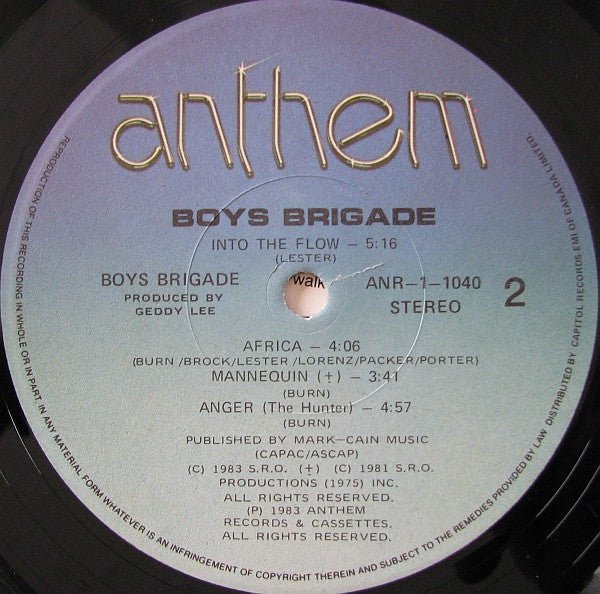 anthem
BOYS BRIGADE
INTO THE FLOW – 5:16
(LESTER)
BOYS BRIGADE
PRODUCED BY
GEDDY LEE
walk
ANR–1–1040
STEREO
2
AFRICA – 4:06
(BURN/BROCK/LESTER/LORENZ/PACKER/PORTER)
MANNEQUIN (+) – 3:41
(BURN)
ANGER (The Hunter) – 4:57
(BURN)
PUBLISHED BY MARK–CAIN MUSIC
(CAPAC/ASCAP)
(C) 1983 S.R.O. (+) (C) 1981 S.R.O.
PRODUCTIONS (1975) INC.
ALL RIGHTS RESERVED.
(P) 1983 ANTHEM
RECORDS & CASSETTES.
ALL RIGHTS RESERVED.
REPRODUCTION OF THIS RECORDING IN WHOLE OR IN PART, IN ANY MATERIAL FORM WHATEVER IS AN INFRINGEMENT OF COPYRIGHT THEREIN AND SUBJECT TO THE REMEDIES PROVIDED BY LAW DISTRIBUTED BY CAPITOL RECORDS-EMI OF CANADA LIMITED.